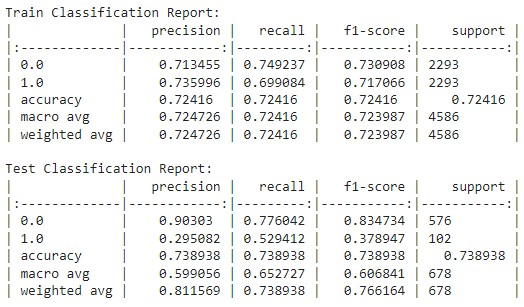 Train Classification Report:
|              |   precision |   recall |   f1-score |    support |
|:-------------|------------:|---------:|-----------:|-----------:|
| 0.0          |    0.713455 | 0.749237 |   0.730908 | 2293
| 1.0          |    0.735996 | 0.699084 |   0.717066 | 2293
| accuracy     |    0.72416  | 0.72416  |   0.72416  |    0.72416 |
| macro avg    |    0.724726 | 0.72416  |   0.723987 | 4586
| weighted avg |    0.724726 | 0.72416  |   0.723987 | 4586
Test Classification Report:
|              |   precision |   recall |   f1-score |    support |
|:-------------|------------:|---------:|-----------:|-----------:|
| 0.0          |    0.90303  | 0.776042 |   0.834734 | 576
| 1.0          |    0.295082 | 0.529412 |   0.378947 | 102
| accuracy     |    0.738938 | 0.738938 |   0.738938 |   0.738938 |
| macro avg    |    0.599056 | 0.652727 |   0.606841 | 678
| weighted avg |    0.811569 | 0.738938 |   0.766164 | 678